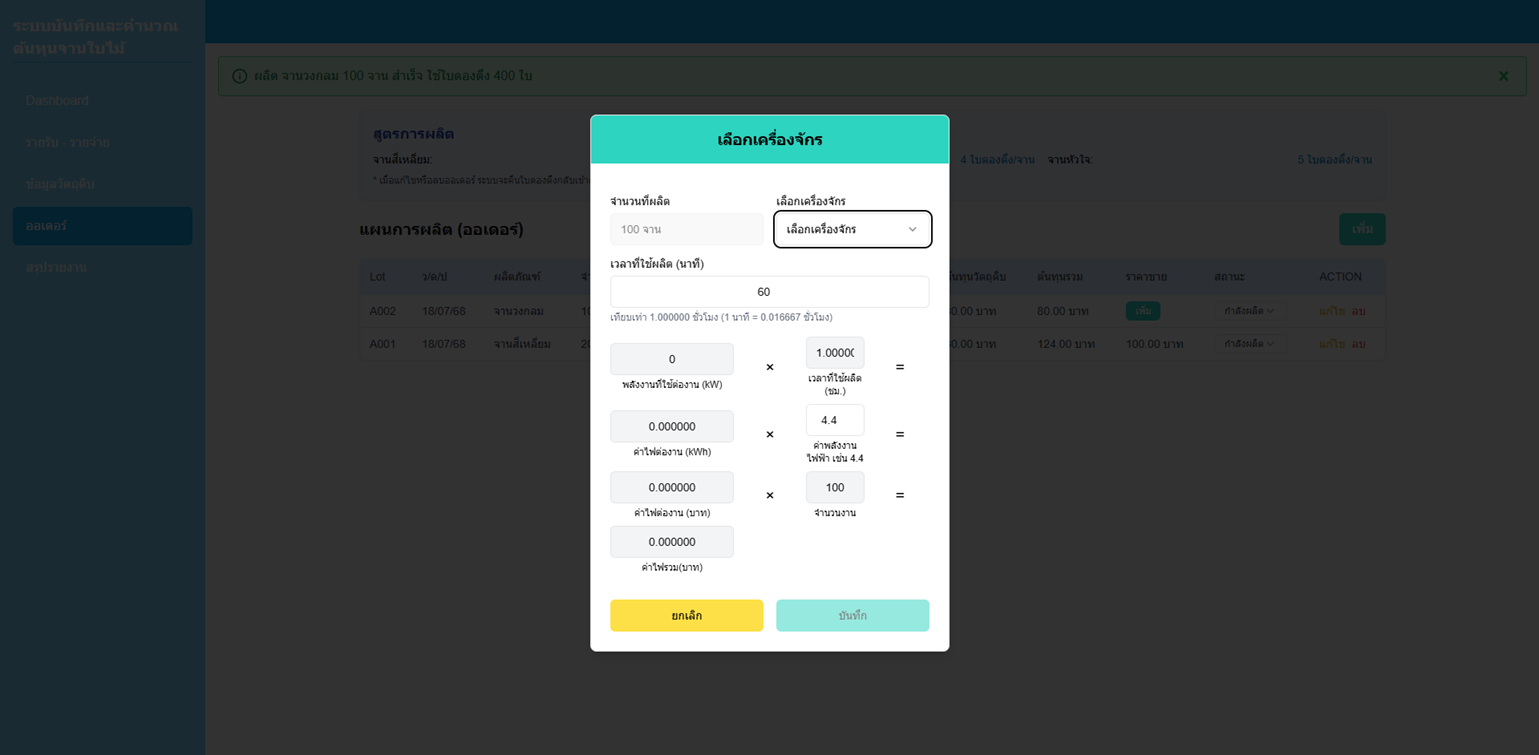 ระบบบันทึกและคำนวณ
ต้นทุนจานใบไม้
Dashboard
รายรับ - รายจ่าย
ข้อมูลวัตถุดิบ
ออเดอร์
สรุปรายงาน
ผลิต จานวงกลม 100 จาน สำเร็จ ใช้ใบตองตึง 400 ใบ
สูตรการผลิต
จานสี่เหลี่ยม:
4 ใบตองตึง/จาน จานหัวใจ: 5 ใบตองตึง/จาน
* เมื่อแก้ไขหรือลบออเดอร์ ระบบจะคืนใบตองตึงกลับเข้า
แผนการผลิต (ออเดอร์)
เพิ่ม
Lot ว/ด/ป ผลิตภัณฑ์ ต้นทุนรวม ราคาขาย สถานะ ACTION
A002 18/07/68 จานวงกลม 80.00 บาท เพิ่ม กำลังผลิต แก้ไข ลบ
A001 18/07/68 จานสี่เหลี่ยม 124.00 บาท 100.00 บาท กำลังผลิต แก้ไข ลบ
เลือกเครื่องจักร
จำนวนที่ผลิต เลือกเครื่องจักร
100 จาน เลือกเครื่องจักร
เวลาที่ใช้ผลิต (นาที)
60
เทียบเท่า 1.000000 ชั่วโมง (1 นาที = 0.016667 ชั่วโมง)
0 × 1.00000 =
พลังงานที่ใช้ต่องาน (kW) เวลาที่ใช้ผลิต
(ชม.)
0.000000 × 4.4 =
ค่าไฟต่องาน (kWh) ค่าพลังงาน
ไฟฟ้า เช่น 4.4
0.000000 × 100 =
ค่าไฟต่องาน (บาท) จำนวนงาน
0.000000
ค่าไฟรวม(บาท)
ยกเลิก บันทึก